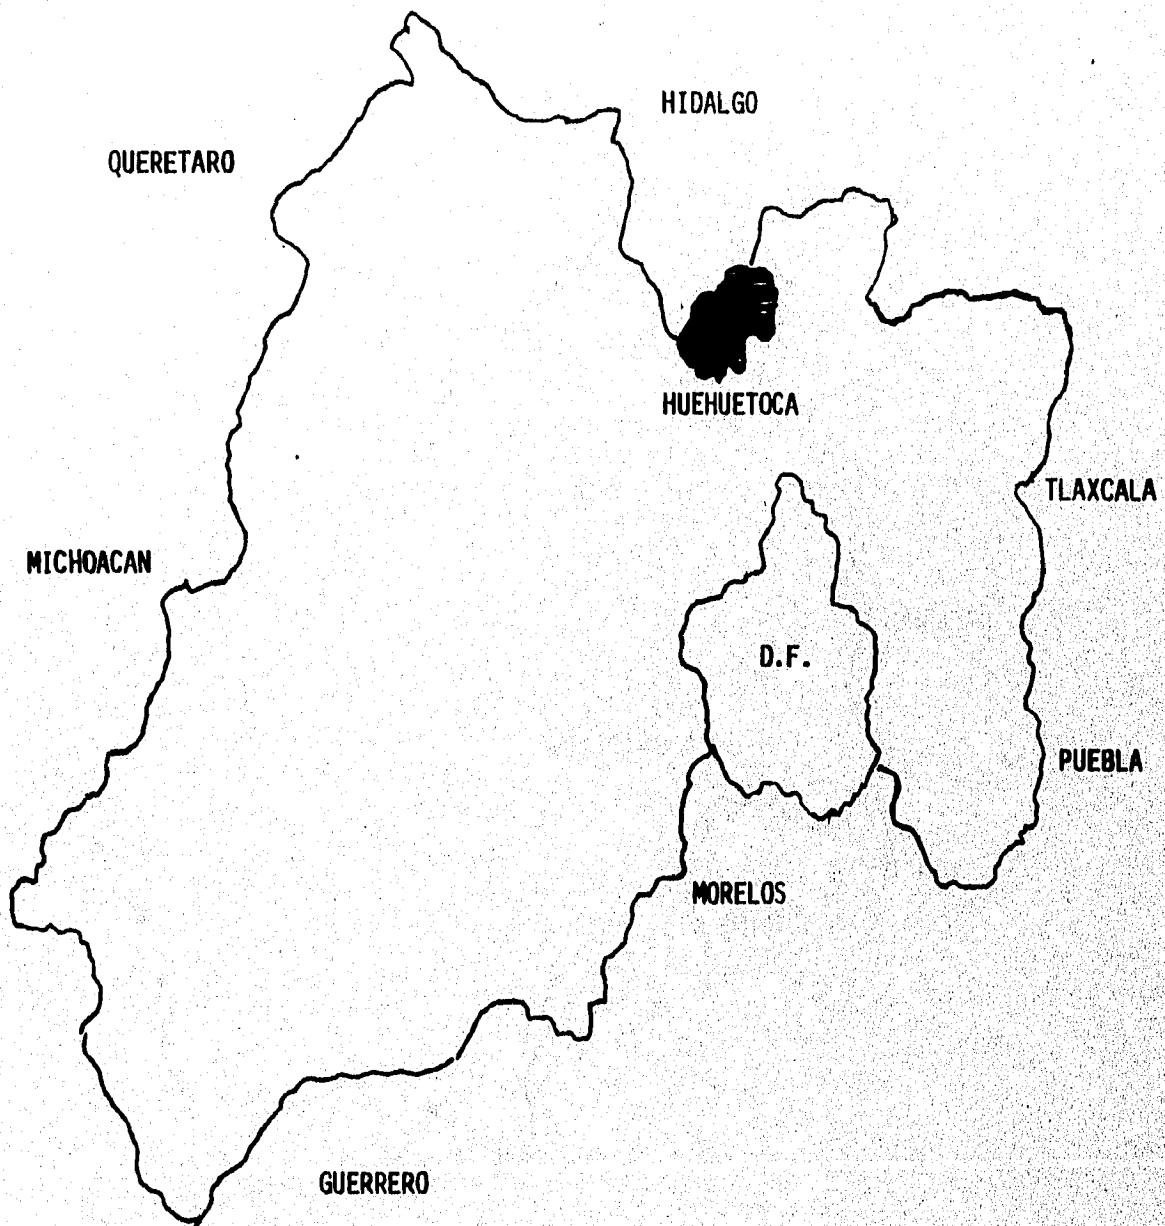 HIDALGO
QUERETARO
HUEHUETOCA
TLAXCALA
MICHOACAN
D.F.
PUEBLA
MORELOS
GUERRERO